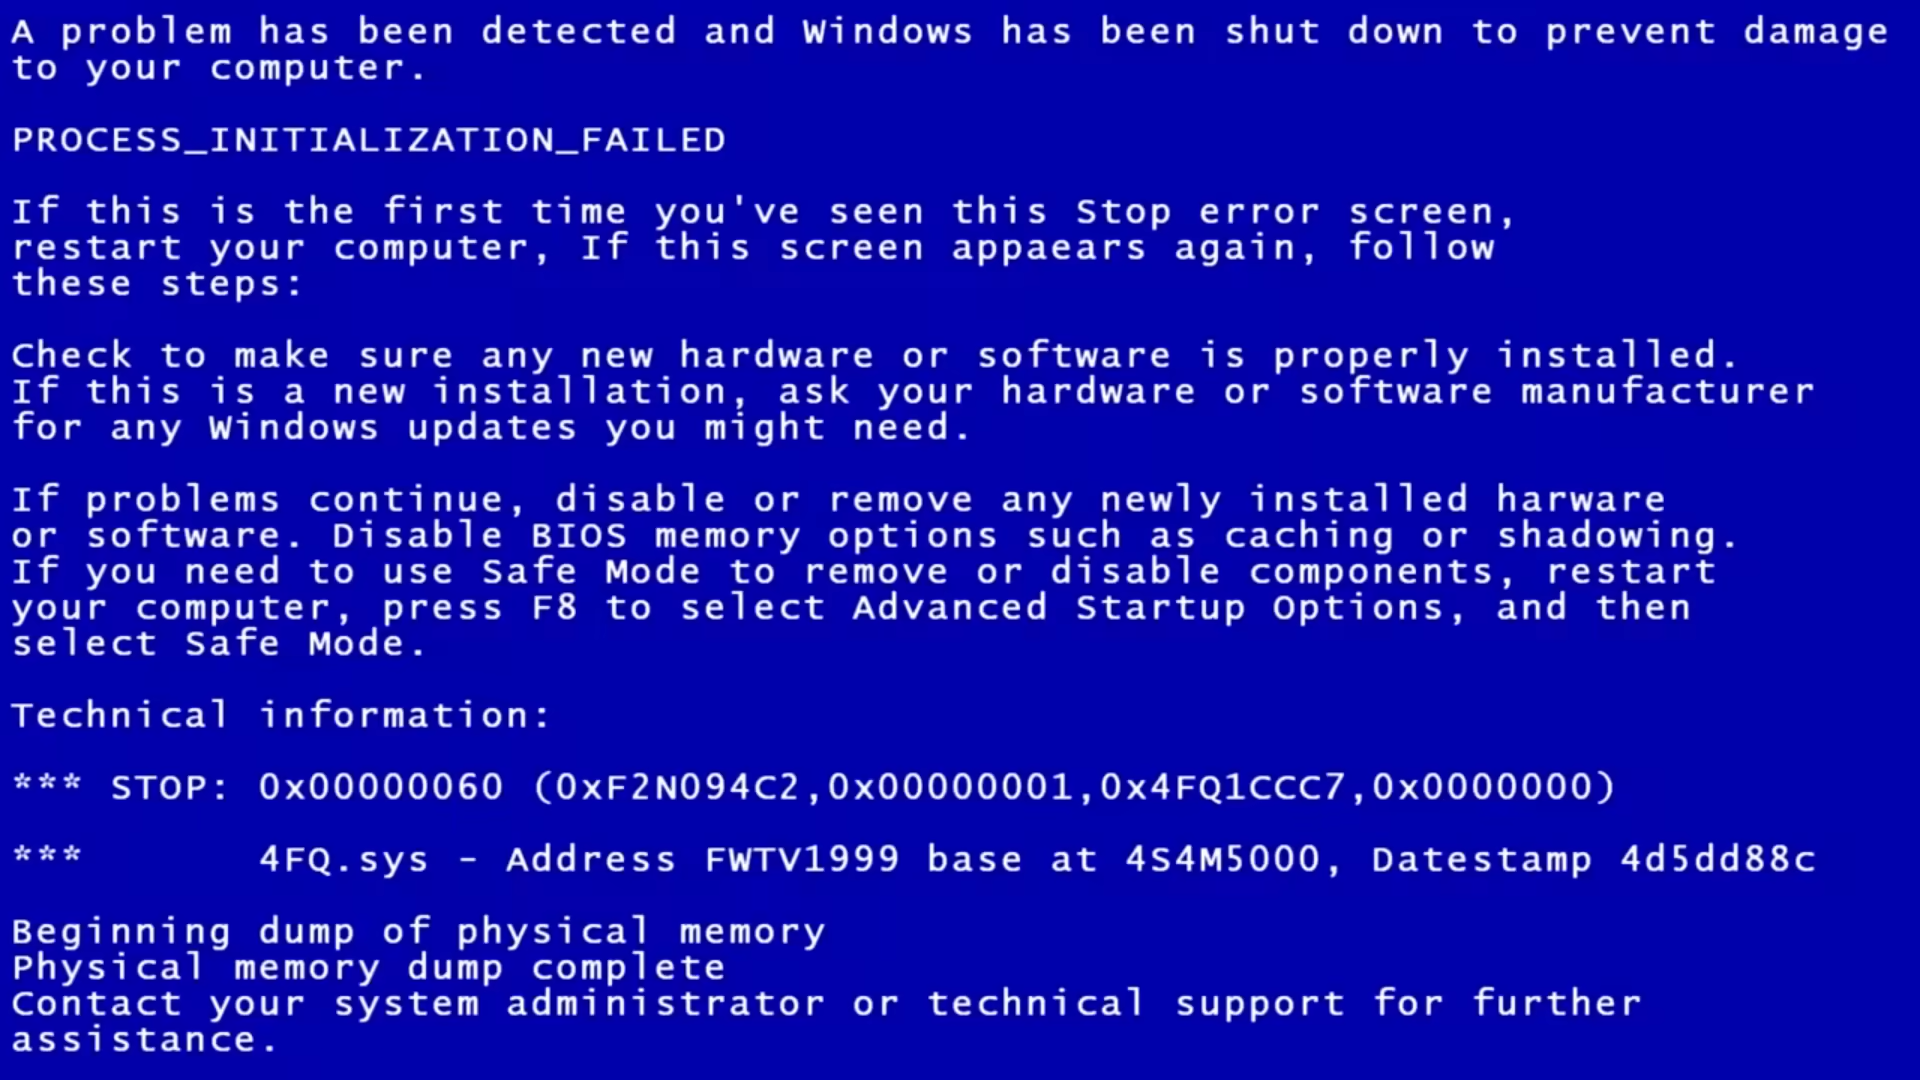 A problem has been detected and Windows has been shut down to prevent damage
to your computer.
PROCESS_INITIALIZATION_FAILED
If this is the first time you've seen this Stop error screen,
restart your computer, If this screen appaears again, follow
these steps:
Check to make sure any new hardware or software is properly installed.
If this is a new installation, ask your hardware or software manufacturer
for any Windows updates you might need.
If problems continue, disable or remove any newly installed harware
or software. Disable BIOS memory options such as caching or shadowing.
If you need to use Safe Mode to remove or disable components, restart
your computer, press F8 to select Advanced Startup Options, and then
select Safe Mode.
Technical information:
*** STOP: 0x00000060 (0xF2N094C2,0x00000001,0x4FQ1CCC7,0x0000000)
*** 4FQ.sys - Address FWTV1999 base at 4S4M5000, Datestamp 4d5dd88c
Beginning dump of physical memory
Physical memory dump complete
Contact your system administrator or technical support for further
assistance.